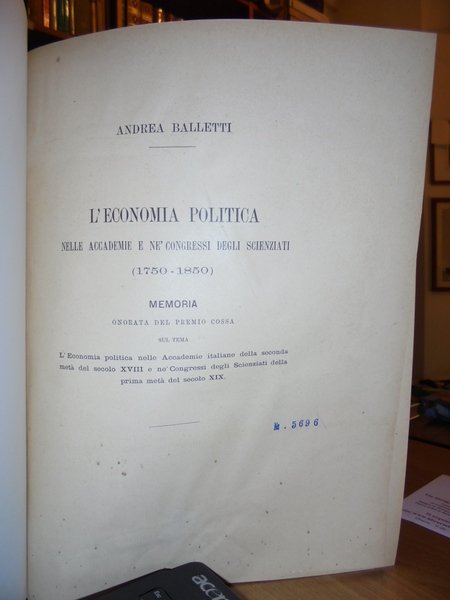 ANDREA BALLETTI
L'ECONOMIA POLITICA
NELLE ACCADEMIE E NE' CONGRESSI DEGLI SCIENZIATI
(1750-1850)
MEMORIA
ONORATA DEL PREMIO COSSA
SUL TEMA
L'Economia politica nelle Accademie italiane della seconda
metà del secolo XVIII e ne' Congressi degli Scienziati della
prima metà del secolo XIX.
№. 5696
acer